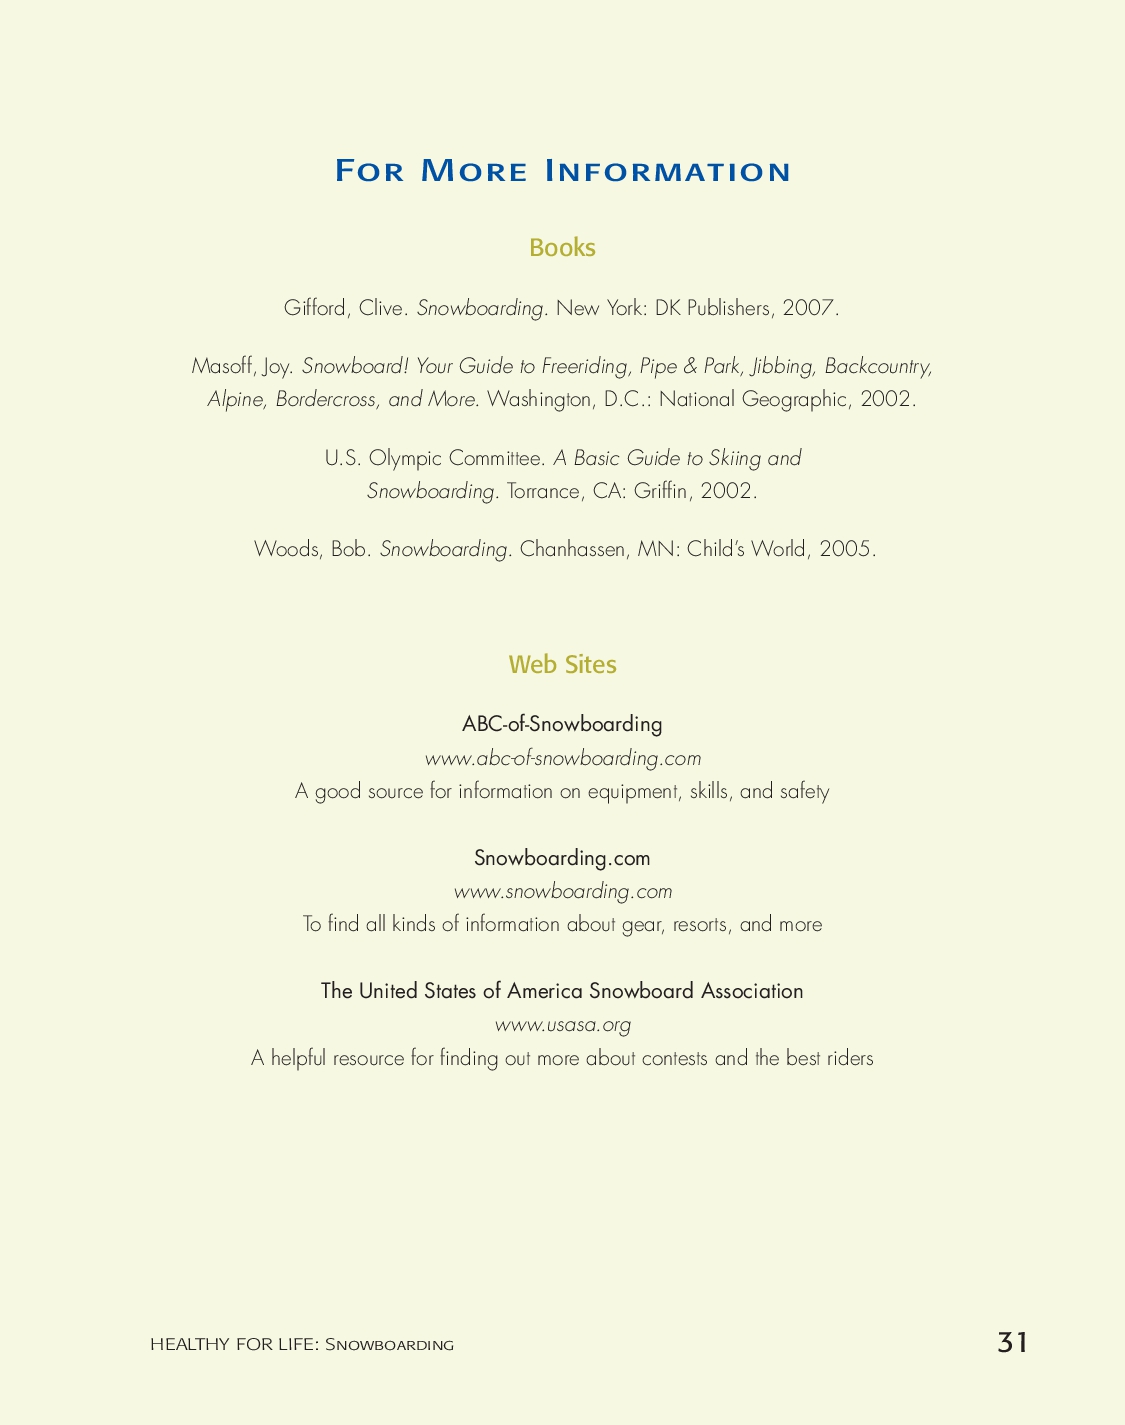 For More Information
Books
Gifford, Clive. Snowboarding. New York: DK Publishers, 2007.
Masoff, Joy. Snowboard! Your Guide to Freeriding, Pipe & Park, Jibbing, Backcountry,
Alpine, Bordercross, and More. Washington, D.C.: National Geographic, 2002.
U.S. Olympic Committee. A Basic Guide to Skiing and
Snowboarding. Torrance, CA: Griffin, 2002.
Woods, Bob. Snowboarding. Chanhassen, MN: Child’s World, 2005.
Web Sites
ABC-of-Snowboarding
www.abc-of-snowboarding.com
A good source for information on equipment, skills, and safety
Snowboarding.com
www.snowboarding.com
To find all kinds of information about gear, resorts, and more
The United States of America Snowboard Association
www.usasa.org
A helpful resource for finding out more about contests and the best riders
HEALTHY FOR LIFE: Snowboarding
31